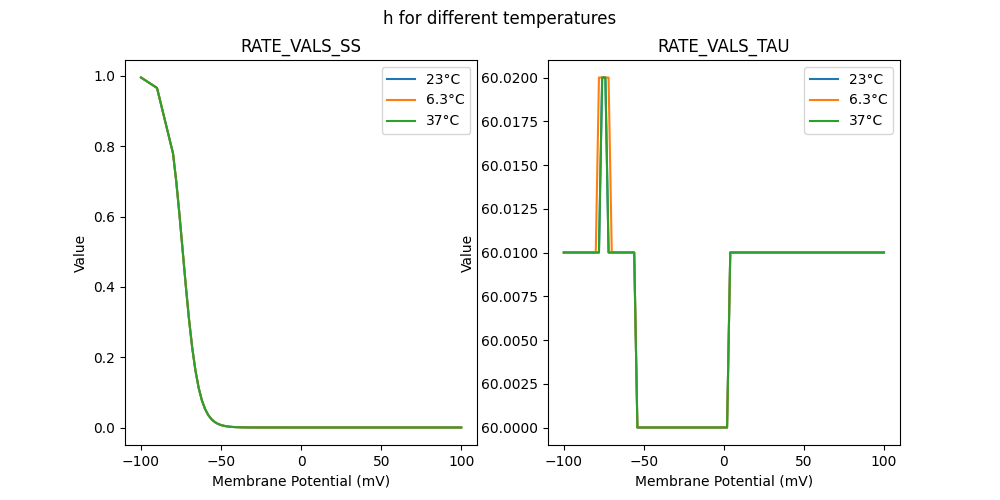 h for different temperatures
RATE_VALS_SS
1.0
0.8
0.6
0.4
0.2
0.0
Value
−100
−50
0
50
100
Membrane Potential (mV)
23°C
6.3°C
37°C
RATE_VALS_TAU
60.0200
60.0175
60.0150
60.0125
60.0100
60.0075
60.0050
60.0025
60.0000
Value
−100
−50
0
50
100
Membrane Potential (mV)
23°C
6.3°C
37°C